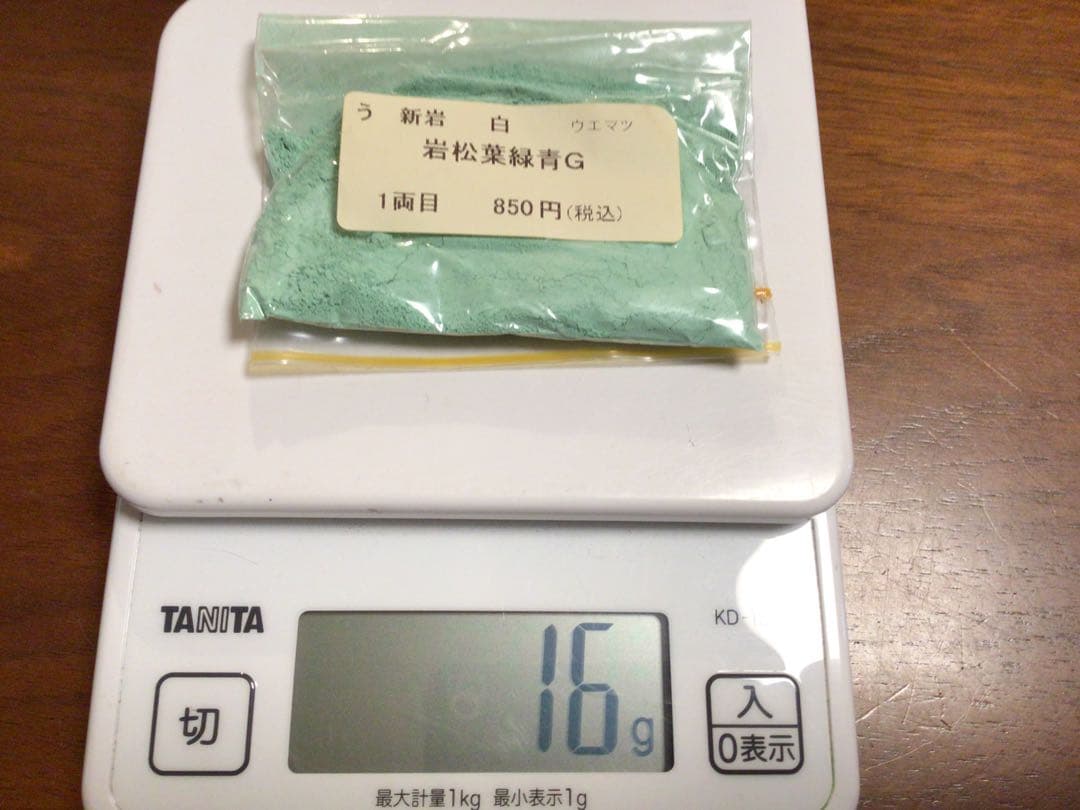 う 新岩 白 ウエマツ
岩松葉緑青G
1両目 850円(税込)
TANITA
KD-
16g
切
入
0表示
最大計量1kg 最小表示1g